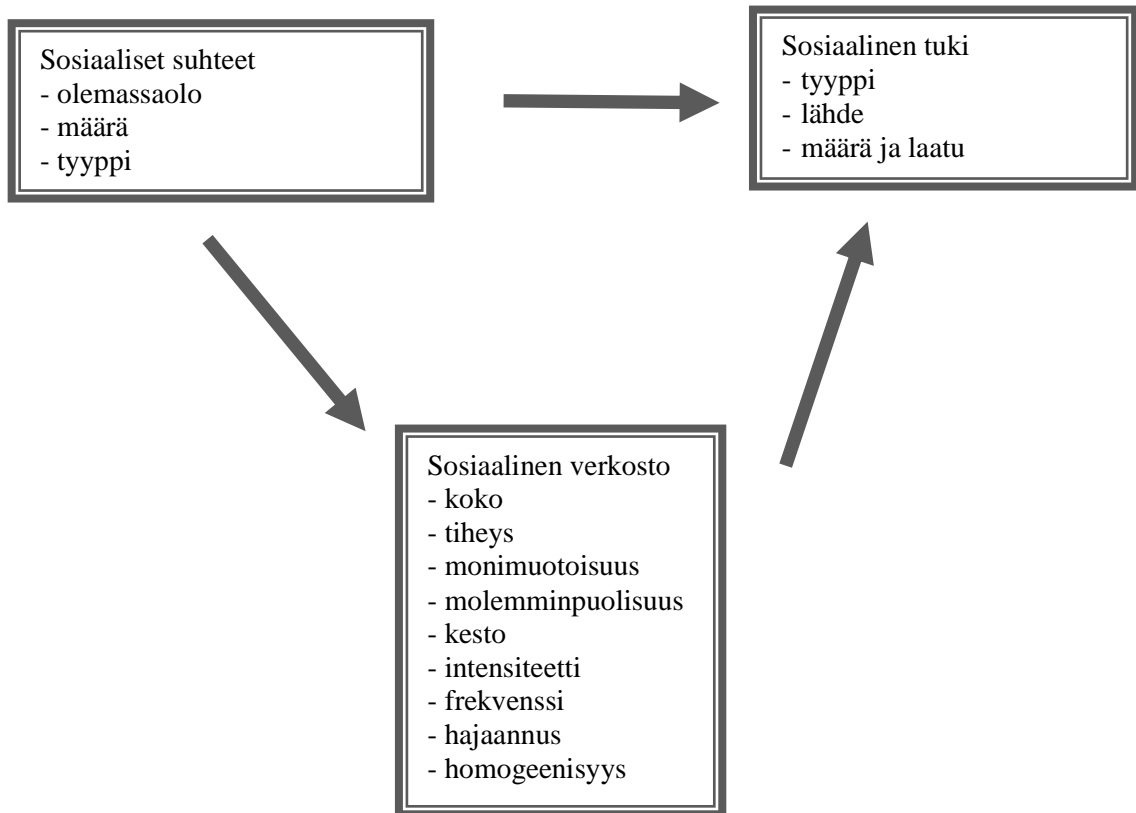 Sosiaaliset suhteet
- olemassaolo
- määrä
- tyyppi
Sosiaalinen tuki
- tyyppi
- lähde
- määrä ja laatu
Sosiaalinen verkosto
- koko
- tiheys
- monimuotoisuus
- molemminpuolisuus
- kesto
- intensiteetti
- frekvenssi
- hajaannus
- homogeenisyys